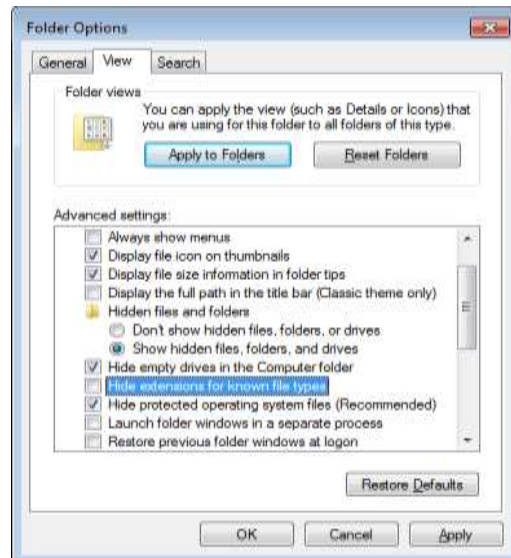 Folder Options
General View Search
Folder views
You can apply the view (such as Details or Icons) that
you are using for this folder to all folders of this type.
Apply to Folders Reset Folders
Advanced settings:
Always show menus
Display file icon on thumbnails
Display file size information in folder tips
Display the full path in the title bar (Classic theme only)
Hidden files and folders
Don't show hidden files, folders, or drives
Show hidden files, folders, and drives
Hide empty drives in the Computer folder
Hide extensions for known file types
Hide protected operating system files (Recommended)
Launch folder windows in a separate process
Restore previous folder windows at logon
Restore Defaults
OK Cancel Apply